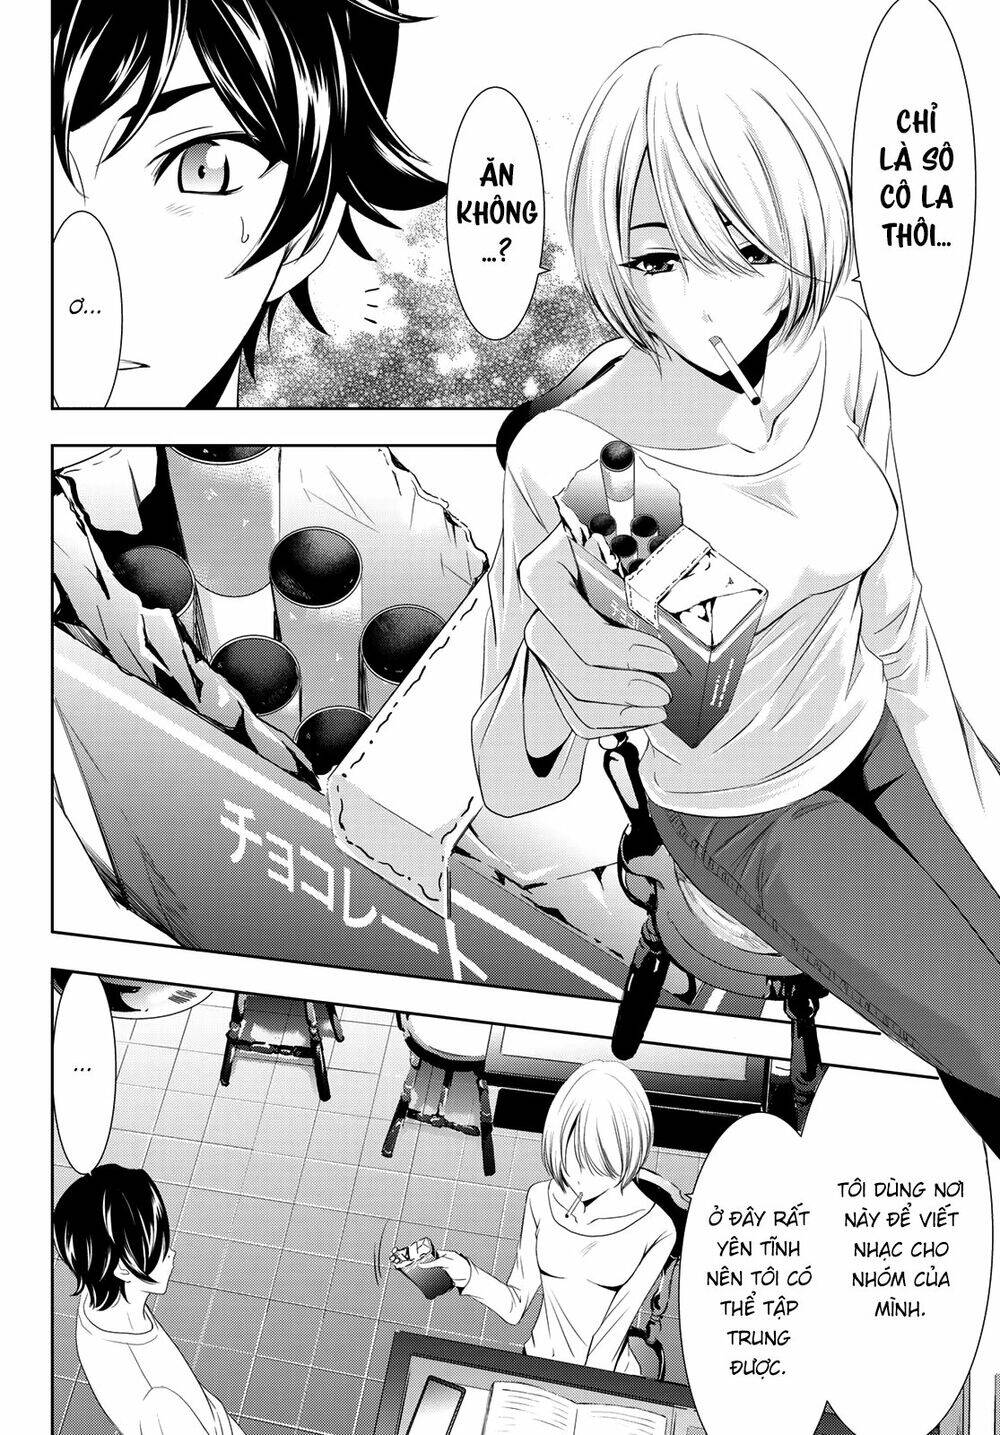 CHỈ
LÀ SÔ
CÔ LA
THÔI...
ĂN
KHÔNG
...?
Ơ...
チョコレート
TÔI DÙNG NƠI
NÀY ĐỂ VIẾT
NHẠC CHO
NHÓM CỦA
MÌNH.
Ở ĐÂY RẤT
YÊN TĨNH
NÊN TÔI CÓ
THỂ TẬP
TRUNG
ĐƯỢC.
...